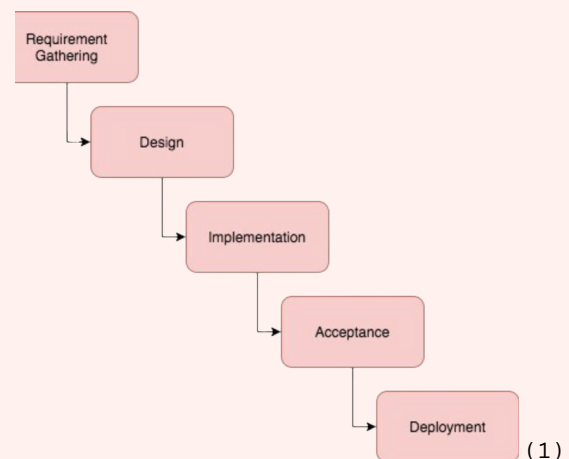 Requirement
Gathering
Design
Implementation
Acceptance
Deployment
(1)